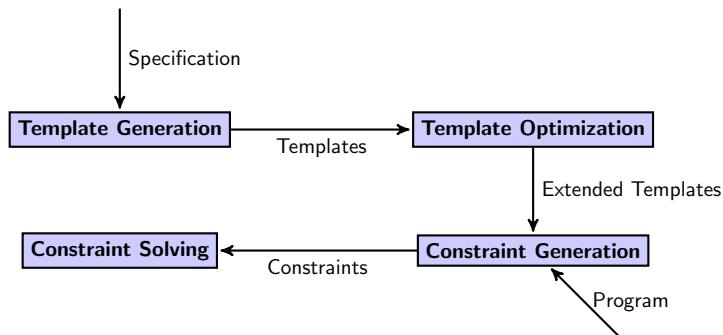 Specification
Template Generation
Templates
Template Optimization
Extended Templates
Constraint Solving
Constraints
Constraint Generation
Program